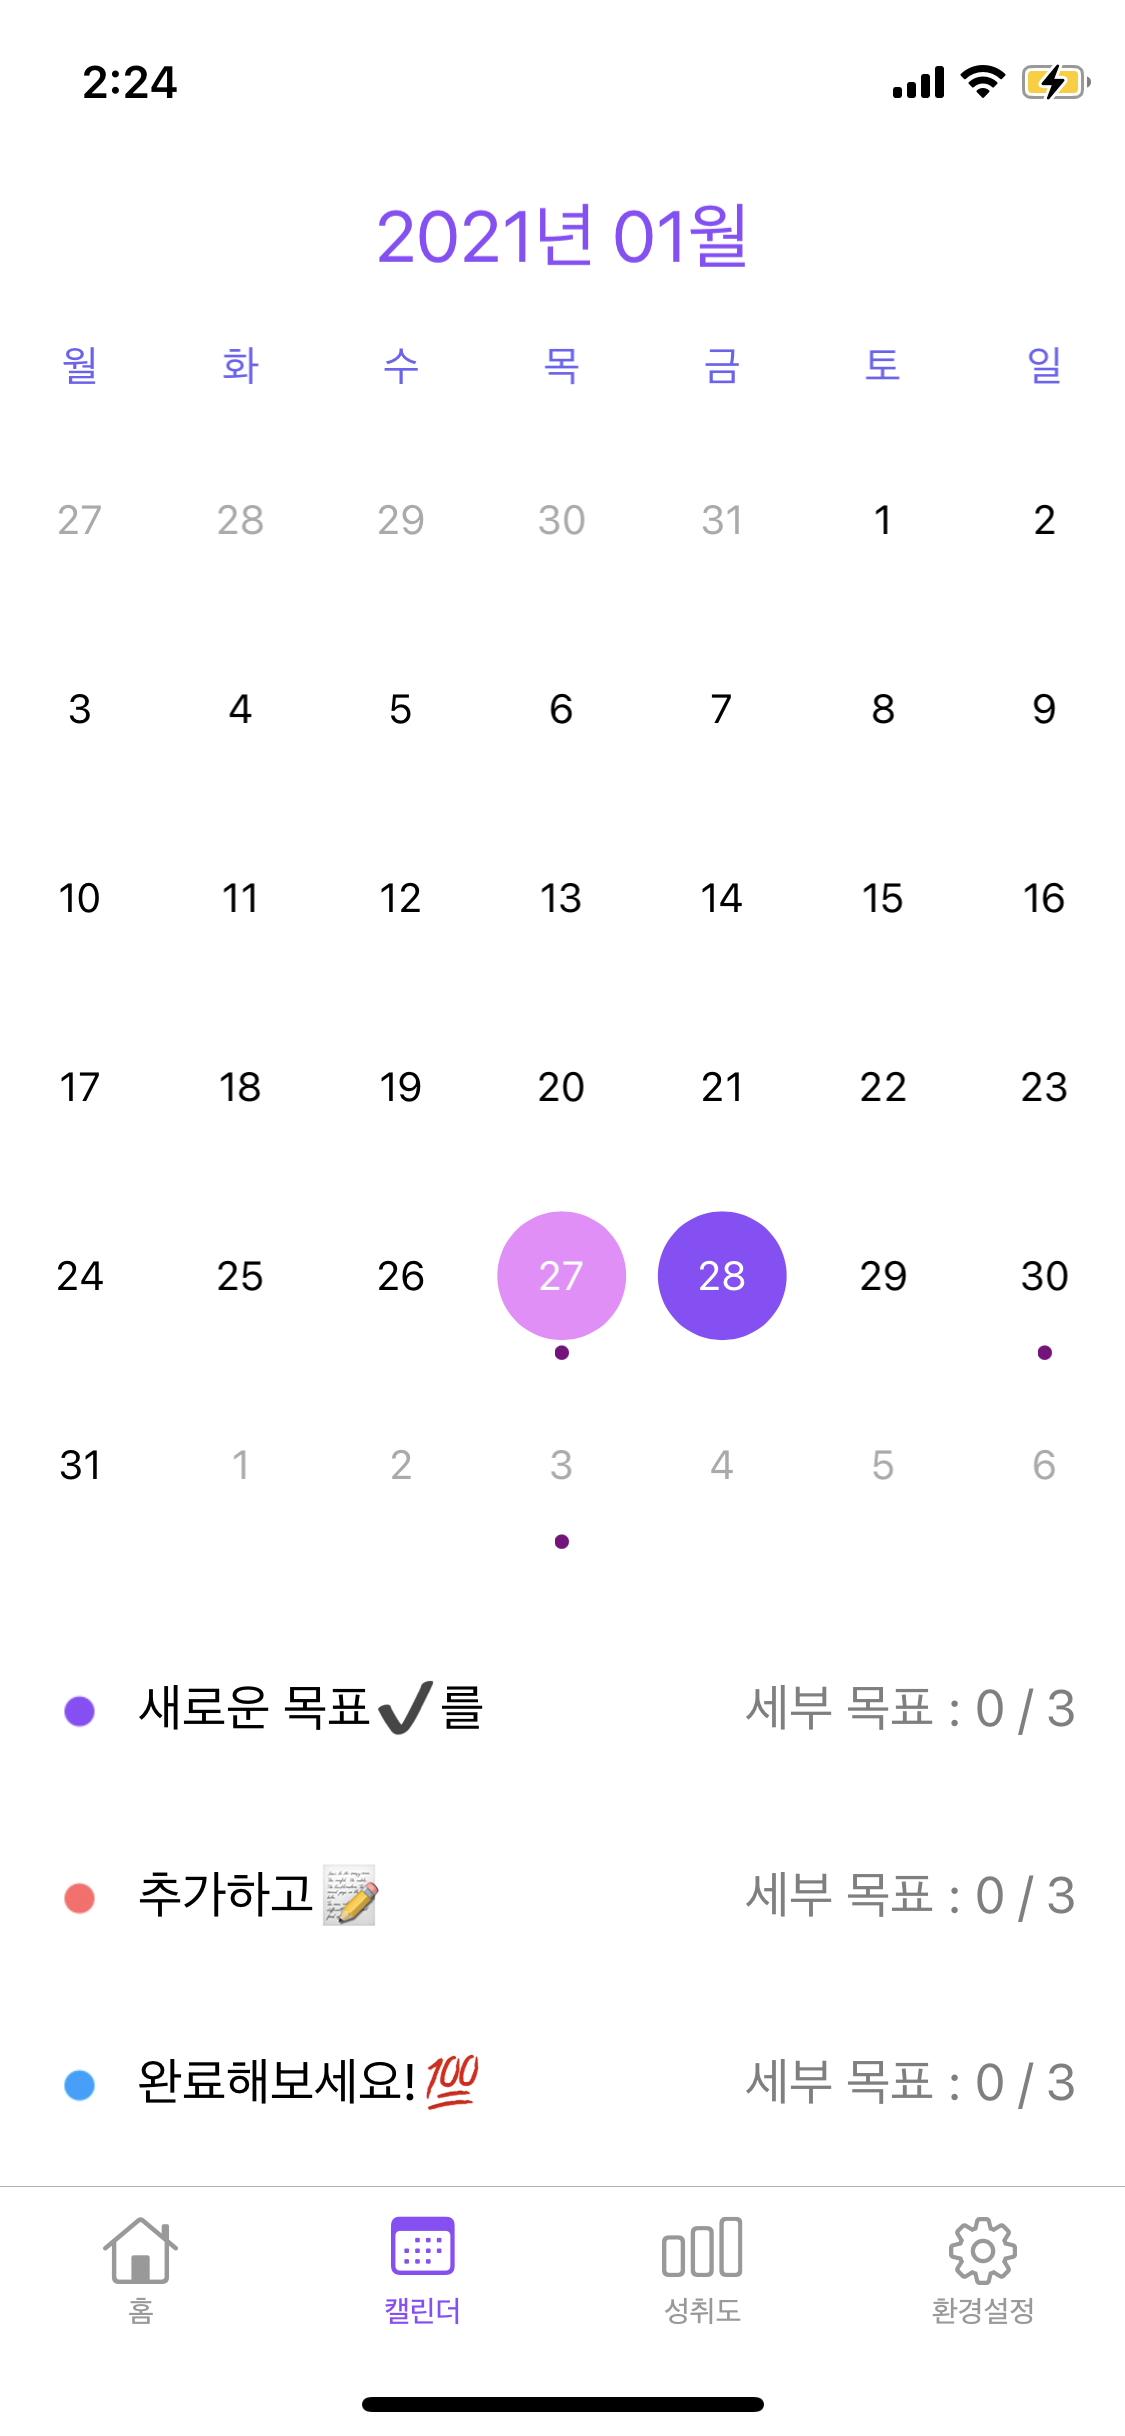 2:24
2021년 01월
월 화 수 목 금 토 일
27 28 29 30 31 1 2
3 4 5 6 7 8 9
10 11 12 13 14 15 16
17 18 19 20 21 22 23
24 25 26 27 28 29 30
31 1 2 3 4 5 6
새로운 목표✔️를 세부 목표 : 0 / 3
추가하고📝 세부 목표 : 0 / 3
완료해보세요!💯 세부 목표 : 0 / 3
홈 캘린더 성취도 환경설정